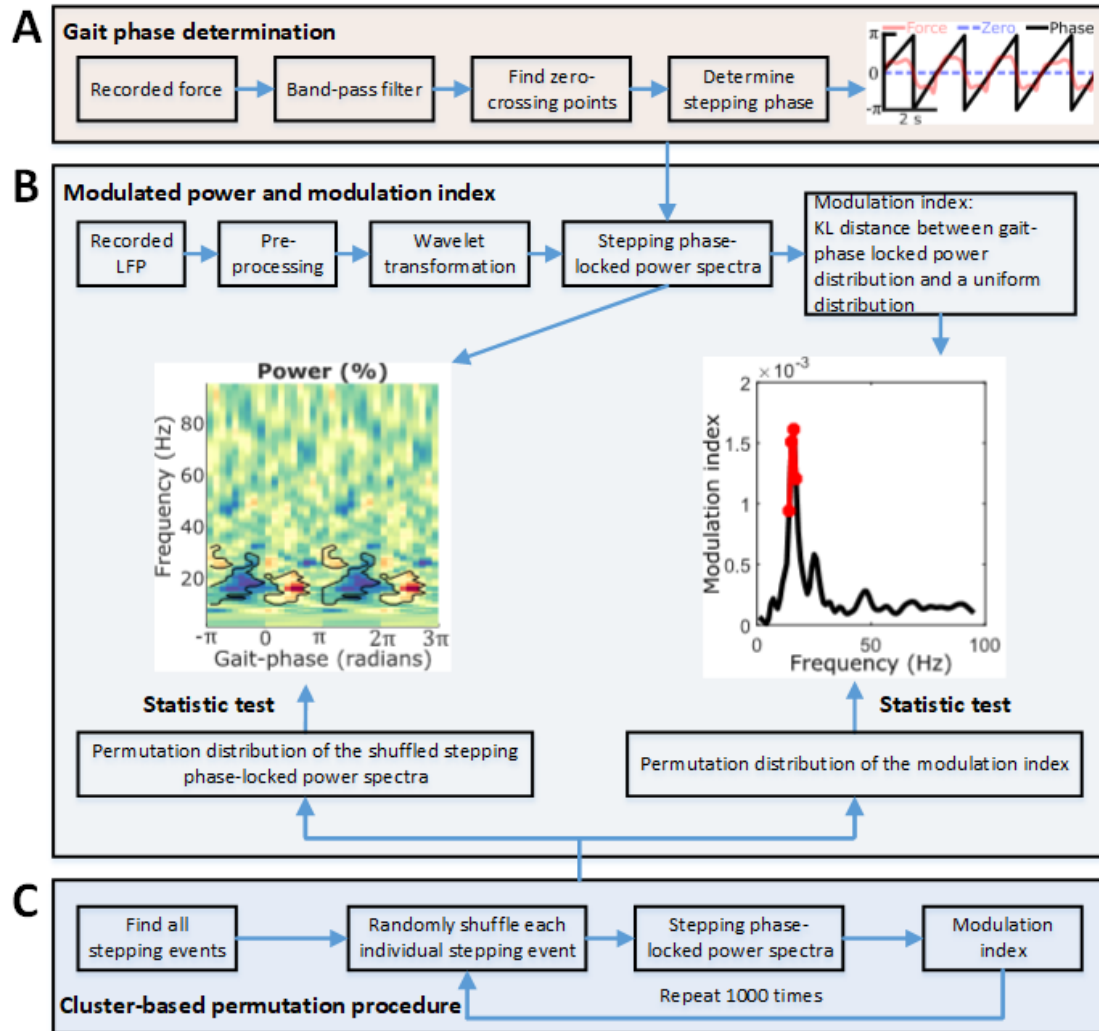 A
Gait phase determination
Recorded force
Band-pass filter
Find zero-
crossing points
Determine
stepping phase
Force Zero Phase
π
0
-π
2 s
B
Modulated power and modulation index
Recorded
LFP
Pre-
processing
Wavelet
transformation
Stepping phase-
locked power spectra
Modulation index:
KL distance between gait-
phase locked power
distribution and a uniform
distribution
Power (%)
Frequency (Hz)
80
60
40
20
-π 0 π 2π 3π
Gait-phase (radians)
× 10⁻³
Modulation index
2
1.5
1
0.5
0
0 50 100
Frequency (Hz)
Statistic test
Statistic test
Permutation distribution of the shuffled stepping
phase-locked power spectra
Permutation distribution of the modulation index
C
Find all
stepping events
Randomly shuffle each
individual stepping event
Stepping phase-
locked power spectra
Modulation
index
Repeat 1000 times
Cluster-based permutation procedure